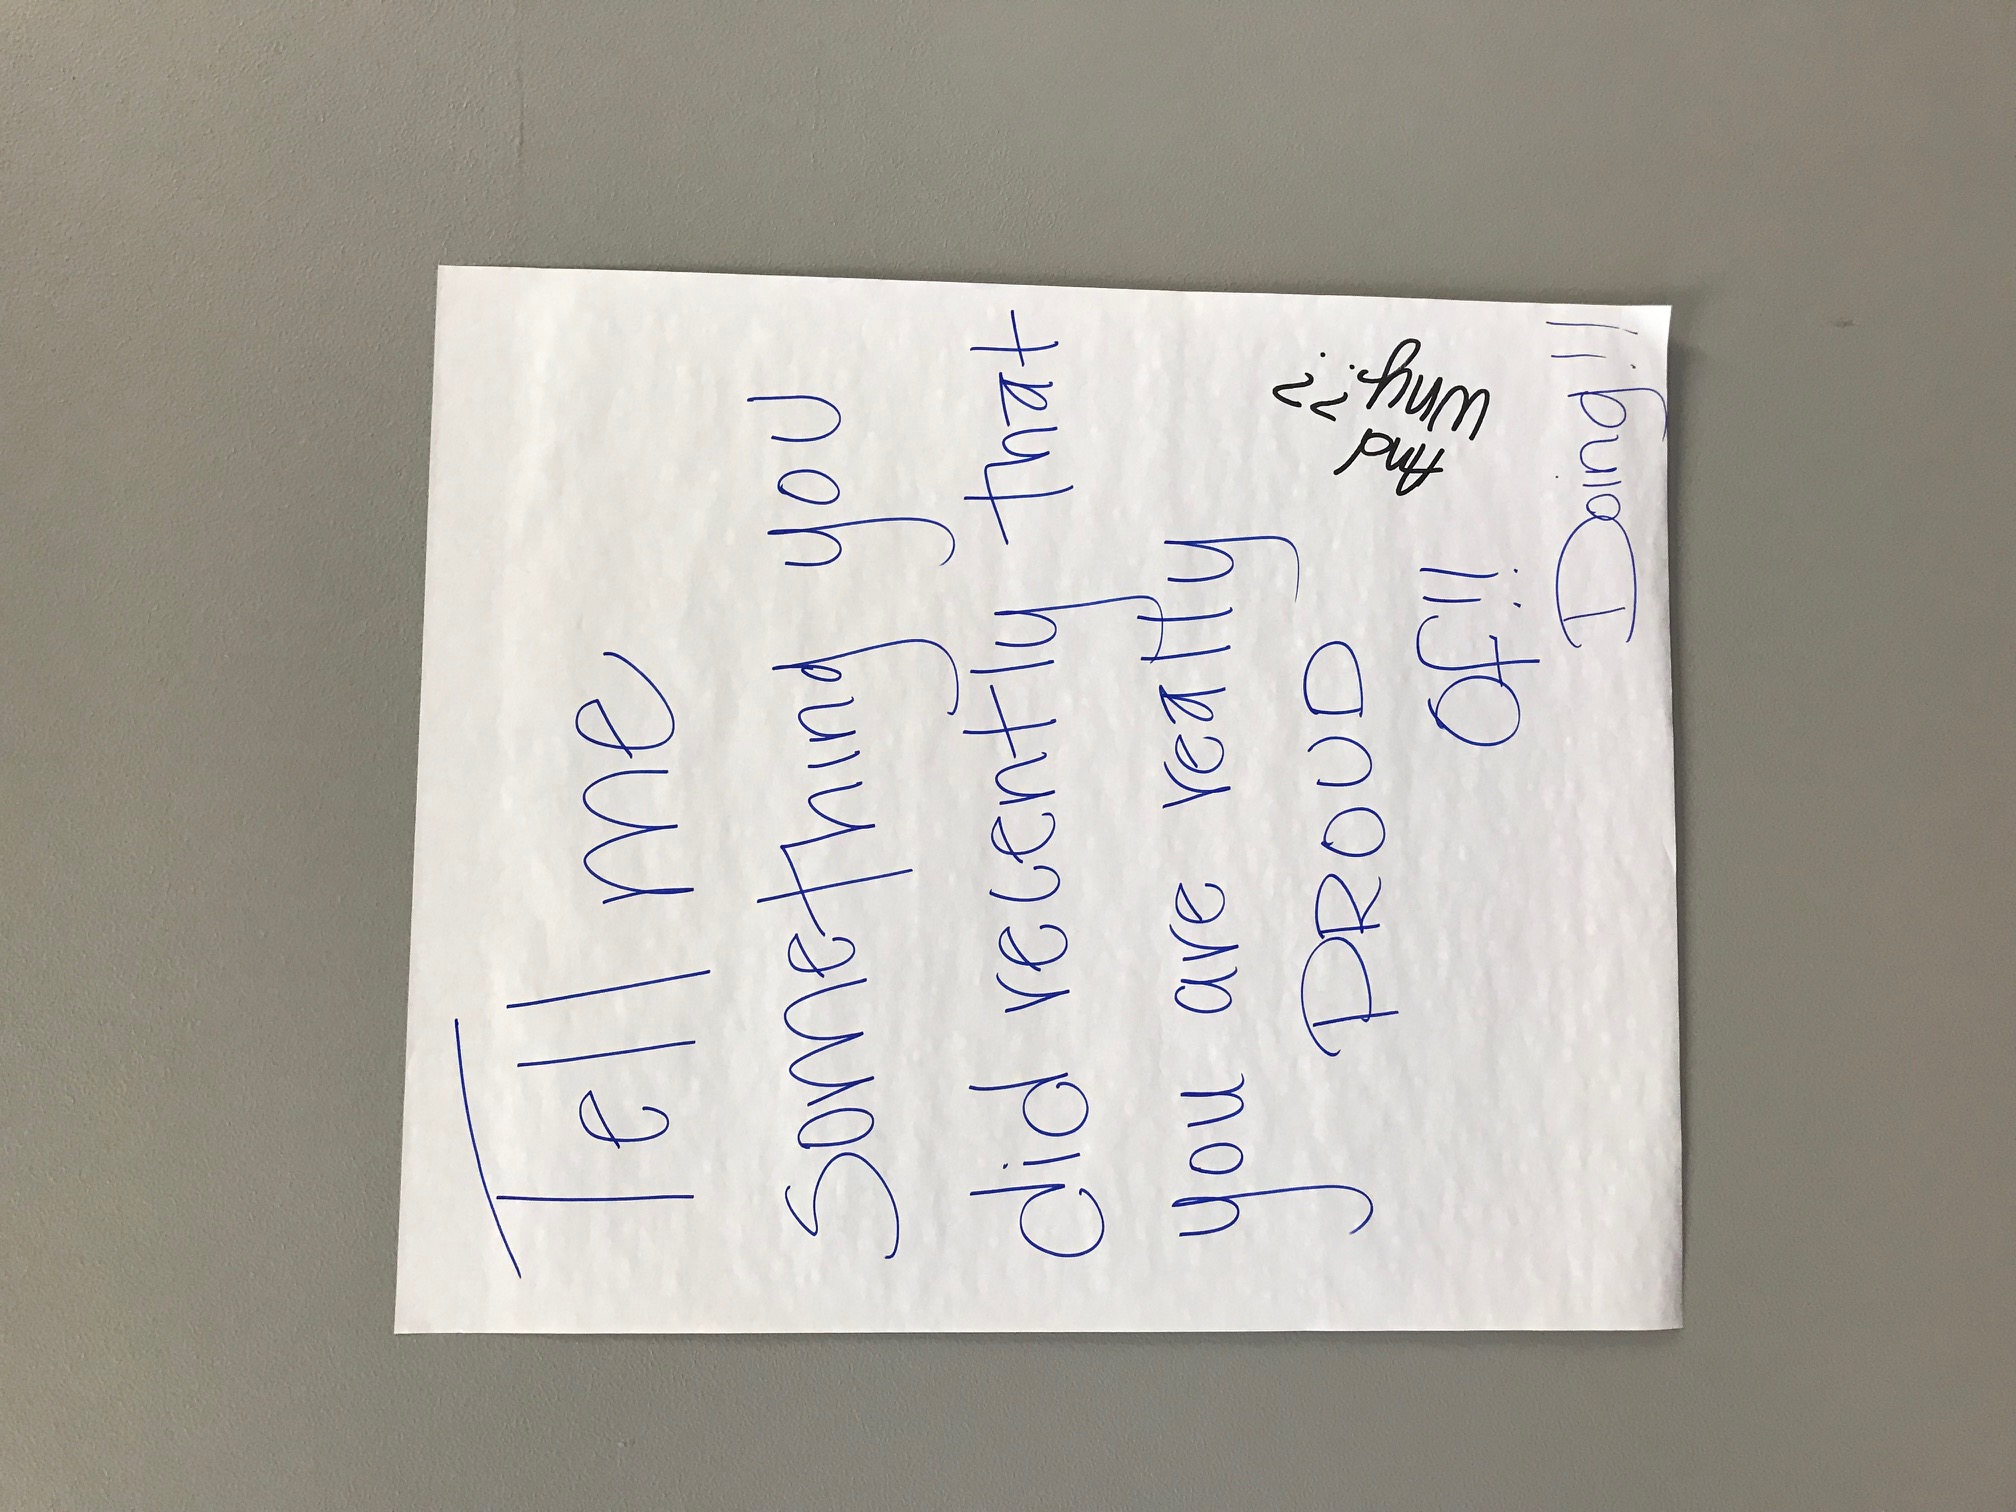 Tell me
something you
did recently that
you are really
PROUD
Of!!
Doing!!
And
Why.??